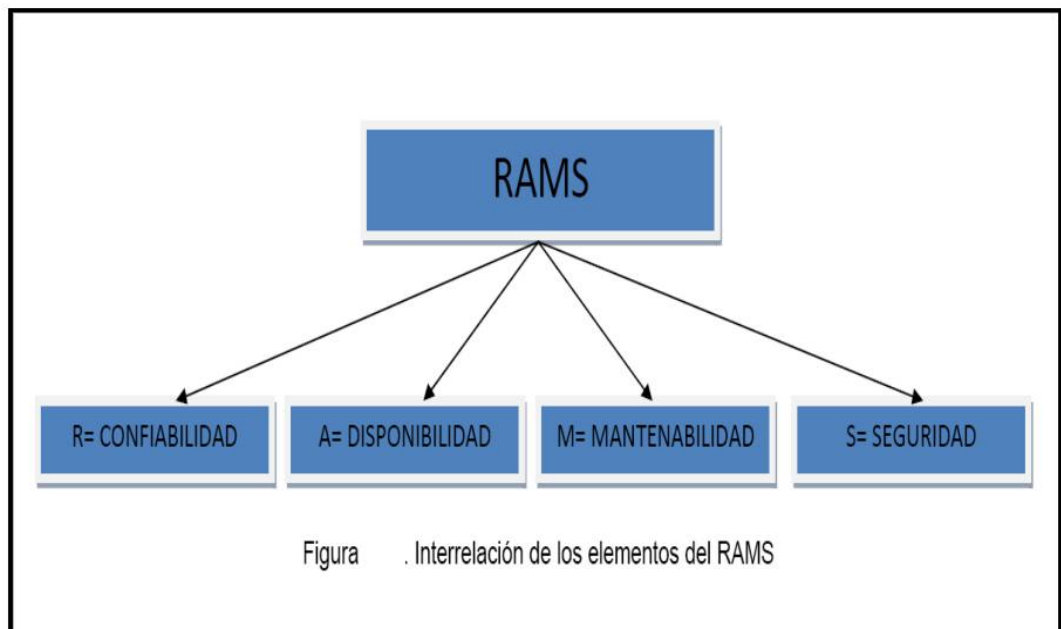 RAMS
R= CONFIABILIDAD
A= DISPONIBILIDAD
M= MANTENABILIDAD
S= SEGURIDAD
Figura . Interrelación de los elementos del RAMS